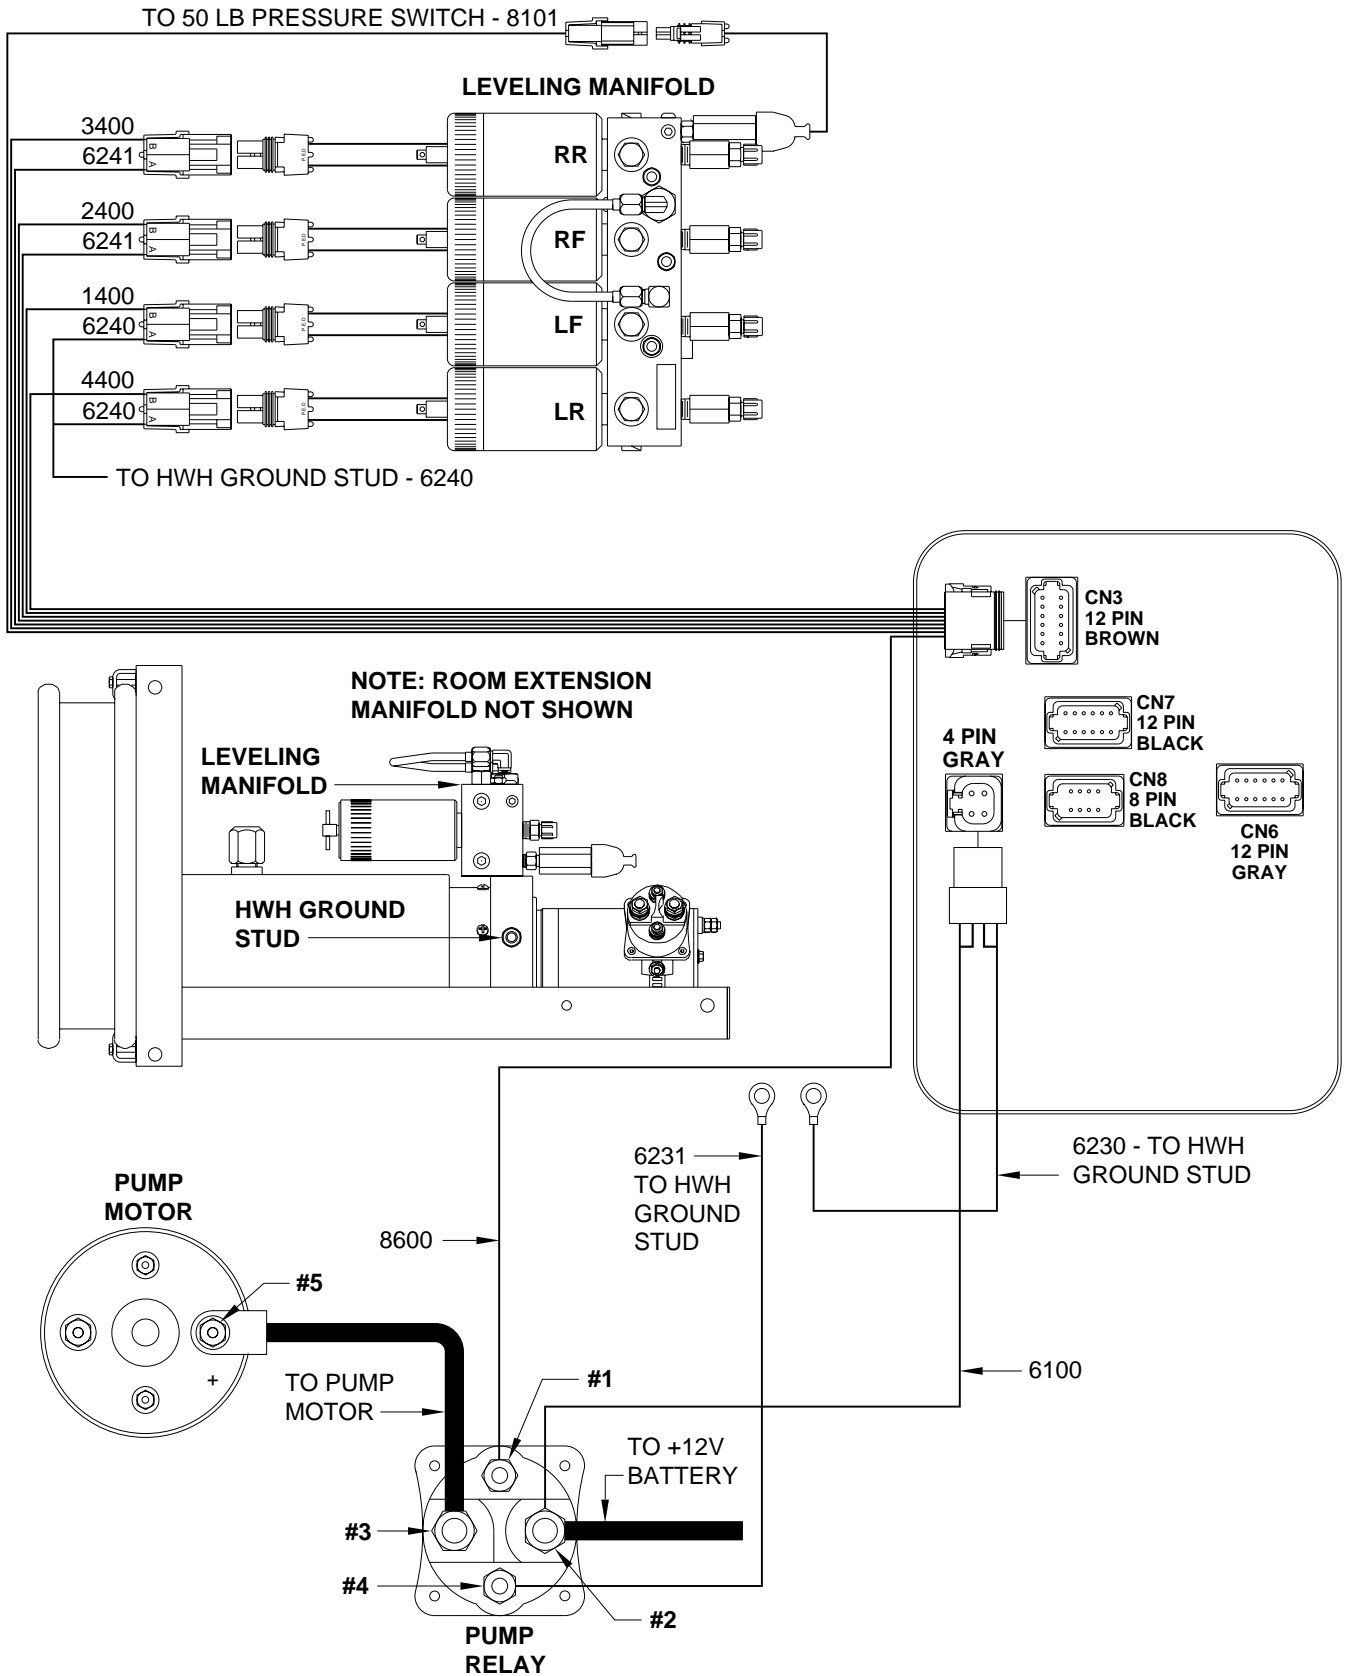 TO 50 LB PRESSURE SWITCH - 8101
LEVELING MANIFOLD
3400
6241
B
A
P.E.D
RR
2400
6241
B
A
P.E.D
RF
1400
6240
B
A
P.E.D
LF
4400
6240
B
A
P.E.D
LR
TO HWH GROUND STUD - 6240
CN3
12 PIN
BROWN
NOTE: ROOM EXTENSION
MANIFOLD NOT SHOWN
CN7
12 PIN
BLACK
4 PIN
GRAY
CN8
8 PIN
BLACK
CN6
12 PIN
GRAY
LEVELING
MANIFOLD
HWH GROUND
STUD
6231
TO HWH
GROUND
STUD
6230 - TO HWH
GROUND STUD
PUMP
MOTOR
8600
#5
+
6100
TO PUMP
MOTOR
#1
TO +12V
BATTERY
#3
#4
#2
PUMP
RELAY